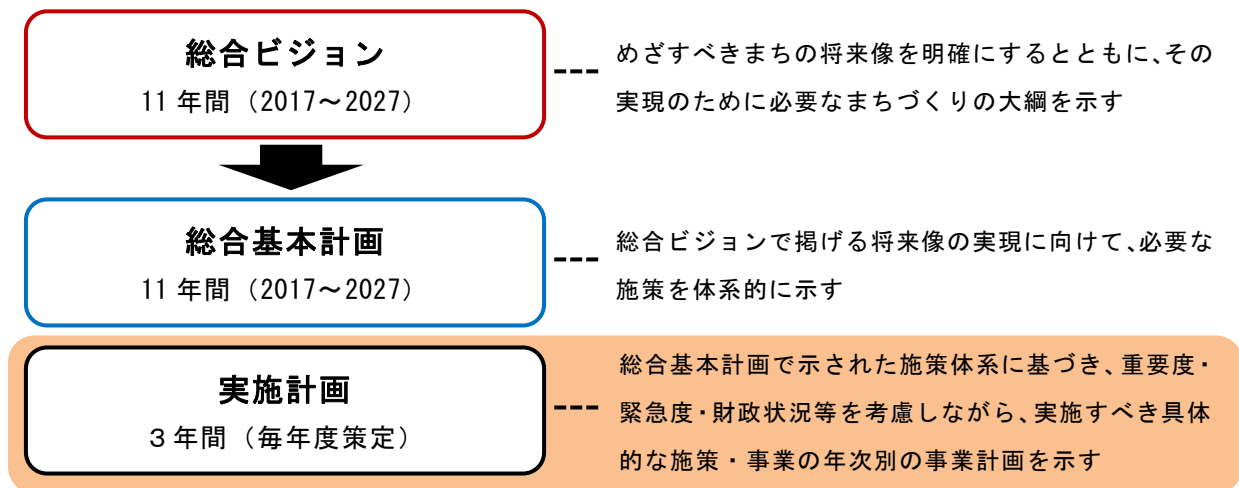 総合ビジョン
11年間(2017～2027)
めざすべきまちの将来像を明確にするとともに、その
実現のために必要なまちづくりの大綱を示す
総合基本計画
11年間(2017～2027)
総合ビジョンで掲げる将来像の実現に向けて、必要な
施策を体系的に示す
実施計画
３年間(毎年度策定)
総合基本計画で示された施策体系に基づき、重要度・
緊急度・財政状況等を考慮しながら、実施すべき具体
的な施策・事業の年次別の事業計画を示す